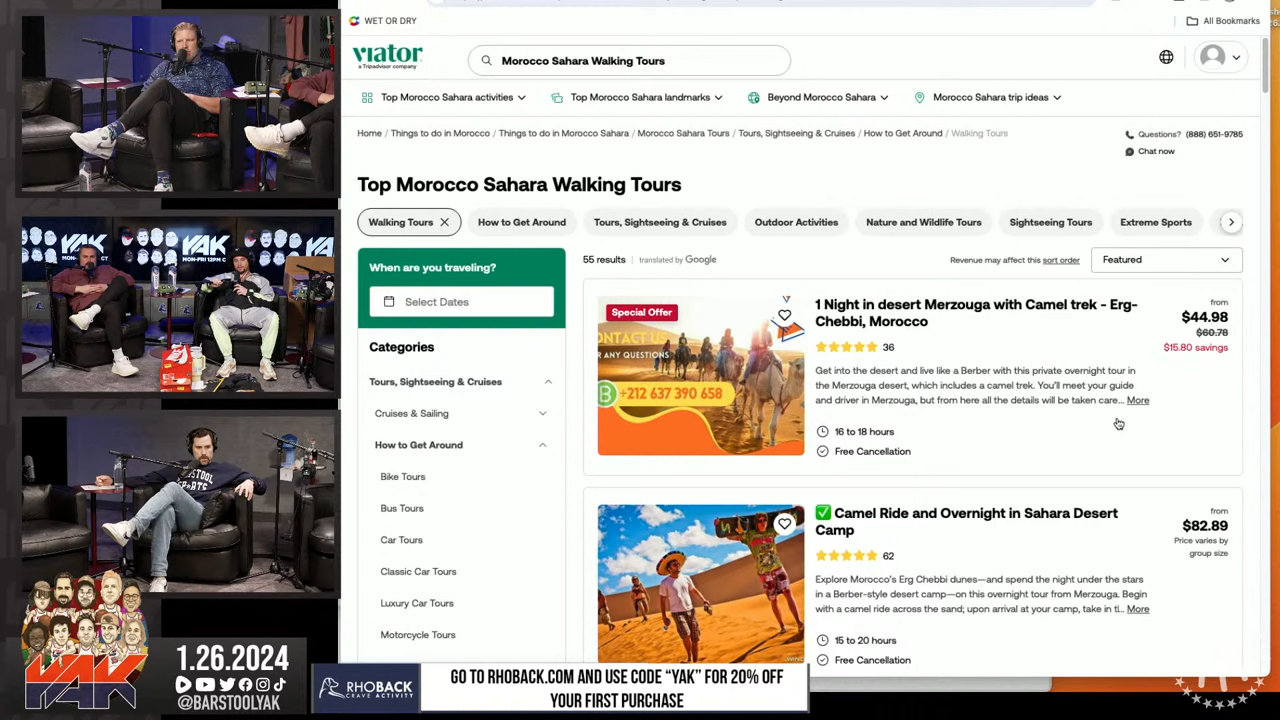 WET OR DRY
All Bookmarks
viator
a Tripadvisor company
Morocco Sahara Walking Tours
Top Morocco Sahara activities
Top Morocco Sahara landmarks
Beyond Morocco Sahara
Morocco Sahara trip ideas
Home / Things to do in Morocco / Things to do in Morocco Sahara / Morocco Sahara Tours / Tours, Sightseeing & Cruises / How to Get Around / Walking Tours
Questions? (888) 651-9785
Chat now
Top Morocco Sahara Walking Tours
Walking Tours
How to Get Around
Tours, Sightseeing & Cruises
Outdoor Activities
Nature and Wildlife Tours
Sightseeing Tours
Extreme Sports
When are you traveling?
Select Dates
Categories
Tours, Sightseeing & Cruises
Cruises & Sailing
How to Get Around
Bike Tours
Bus Tours
Car Tours
Classic Car Tours
Luxury Car Tours
Motorcycle Tours
55 results
translated by Google
Revenue may affect this sort order
Featured
Special Offer
ONTACT US
OR ANY QUESTIONS
+212 637 390 658
1 Night in desert Merzouga with Camel trek - Erg-
Chebbi, Morocco
36
Get into the desert and live like a Berber with this private overnight tour in
the Merzouga desert, which includes a camel trek. You'll meet your guide
and driver in Merzouga, but from here all the details will be taken care... More
16 to 18 hours
Free Cancellation
from
$44.98
$60.78
$15.80 savings
✅ Camel Ride and Overnight in Sahara Desert
Camp
62
Explore Morocco's Erg Chebbi dunes—and spend the night under the stars
in a Berber-style desert camp—on this overnight tour from Merzouga. Begin
with a camel ride across the sand; upon arrival at your camp, take in ti... More
15 to 20 hours
Free Cancellation
from
$82.89
Price varies by
group size
YAK
YAK
YAK
1.26.2024
@BARSTOOLYAK
RHOBACK
CRAVE ACTIVITY
GO TO RHOBACK.COM AND USE CODE "YAK" FOR 20% OFF
YOUR FIRST PURCHASE